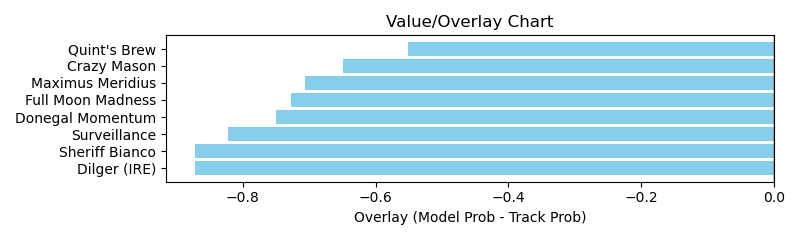 Value/Overlay Chart
Quint's Brew
Crazy Mason
Maximus Meridius
Full Moon Madness
Donegal Momentum
Surveillance
Sheriff Bianco
Dilger (IRE)
−0.8 −0.6 −0.4 −0.2 0.0
Overlay (Model Prob - Track Prob)